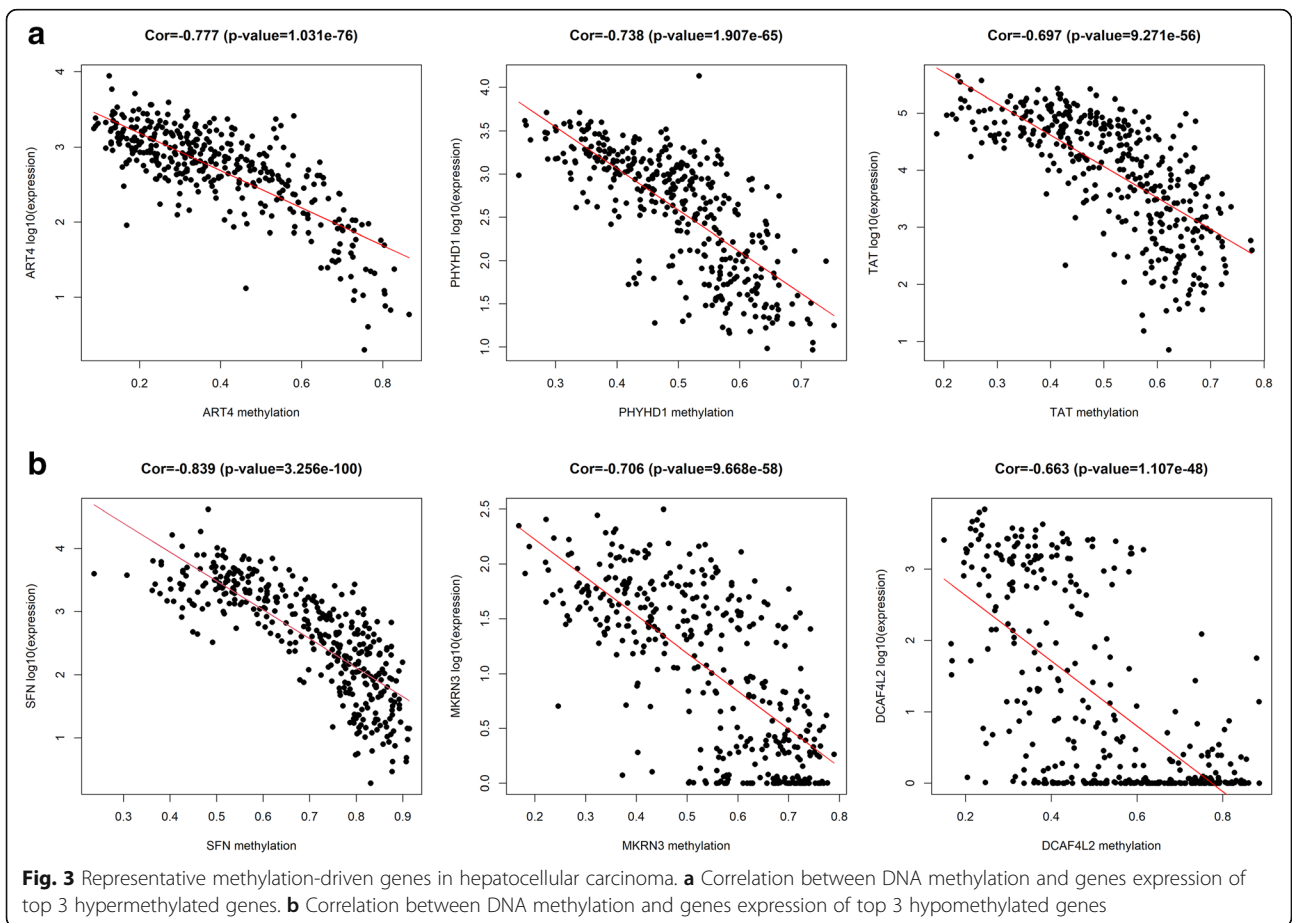 a
Cor=-0.777 (p-value=1.031e-76)
ART4 log10(expression)
4
3
2
1
0.2 0.4 0.6 0.8
ART4 methylation
Cor=-0.738 (p-value=1.907e-65)
PHYHD1 log10(expression)
4.0
3.5
3.0
2.5
2.0
1.5
1.0
0.3 0.4 0.5 0.6 0.7
PHYHD1 methylation
Cor=-0.697 (p-value=9.271e-56)
TAT log10(expression)
5
4
3
2
1
0.2 0.3 0.4 0.5 0.6 0.7 0.8
TAT methylation
b
Cor=-0.839 (p-value=3.256e-100)
SFN log10(expression)
4
3
2
1
0.3 0.4 0.5 0.6 0.7 0.8 0.9
SFN methylation
Cor=-0.706 (p-value=9.668e-58)
MKRN3 log10(expression)
2.5
2.0
1.5
1.0
0.5
0.0
0.2 0.3 0.4 0.5 0.6 0.7 0.8
MKRN3 methylation
Cor=-0.663 (p-value=1.107e-48)
DCAF4L2 log10(expression)
3
2
1
0
0.2 0.4 0.6 0.8
DCAF4L2 methylation
Fig. 3 Representative methylation-driven genes in hepatocellular carcinoma. a Correlation between DNA methylation and genes expression of
top 3 hypermethylated genes. b Correlation between DNA methylation and genes expression of top 3 hypomethylated genes